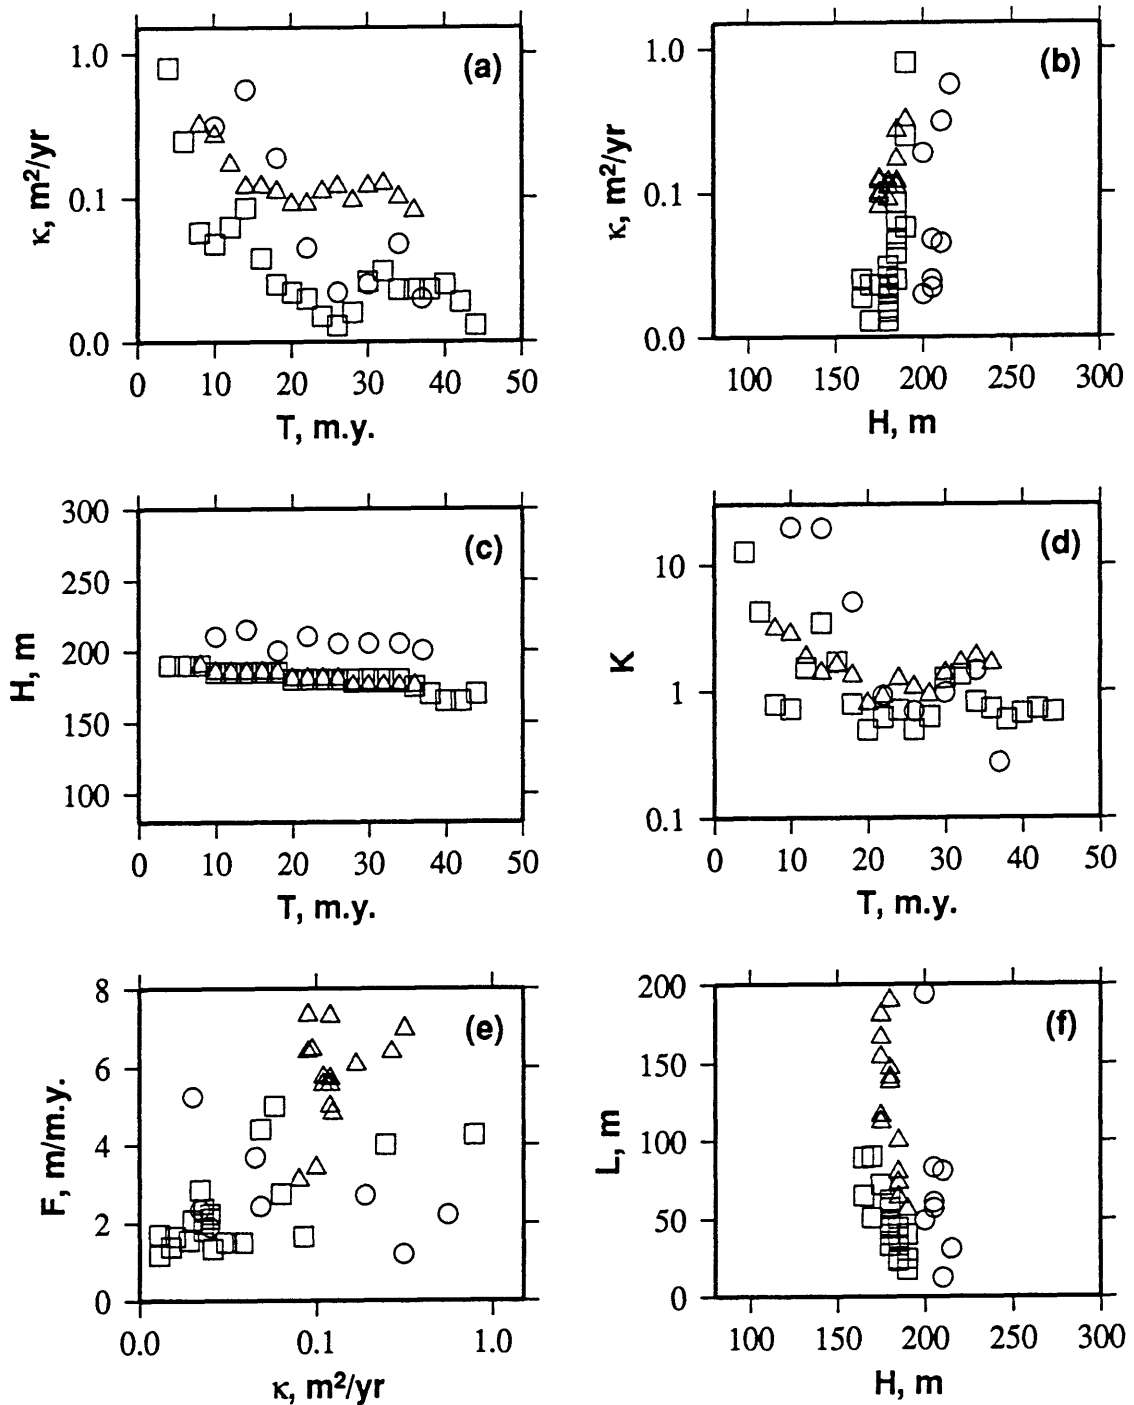 (a)
κ, m²/yr
1.0
0.1
0.0
0 10 20 30 40 50
T, m.y.
(b)
κ, m²/yr
1.0
0.1
0.0
100 150 200 250 300
H, m
(c)
H, m
300
250
200
150
100
0 10 20 30 40 50
T, m.y.
(d)
K
10
1
0.1
0 10 20 30 40 50
T, m.y.
(e)
F, m/m.y.
8
6
4
2
0
0.0 0.1 1.0
κ, m²/yr
(f)
L, m
200
150
100
50
0
100 150 200 250 300
H, m